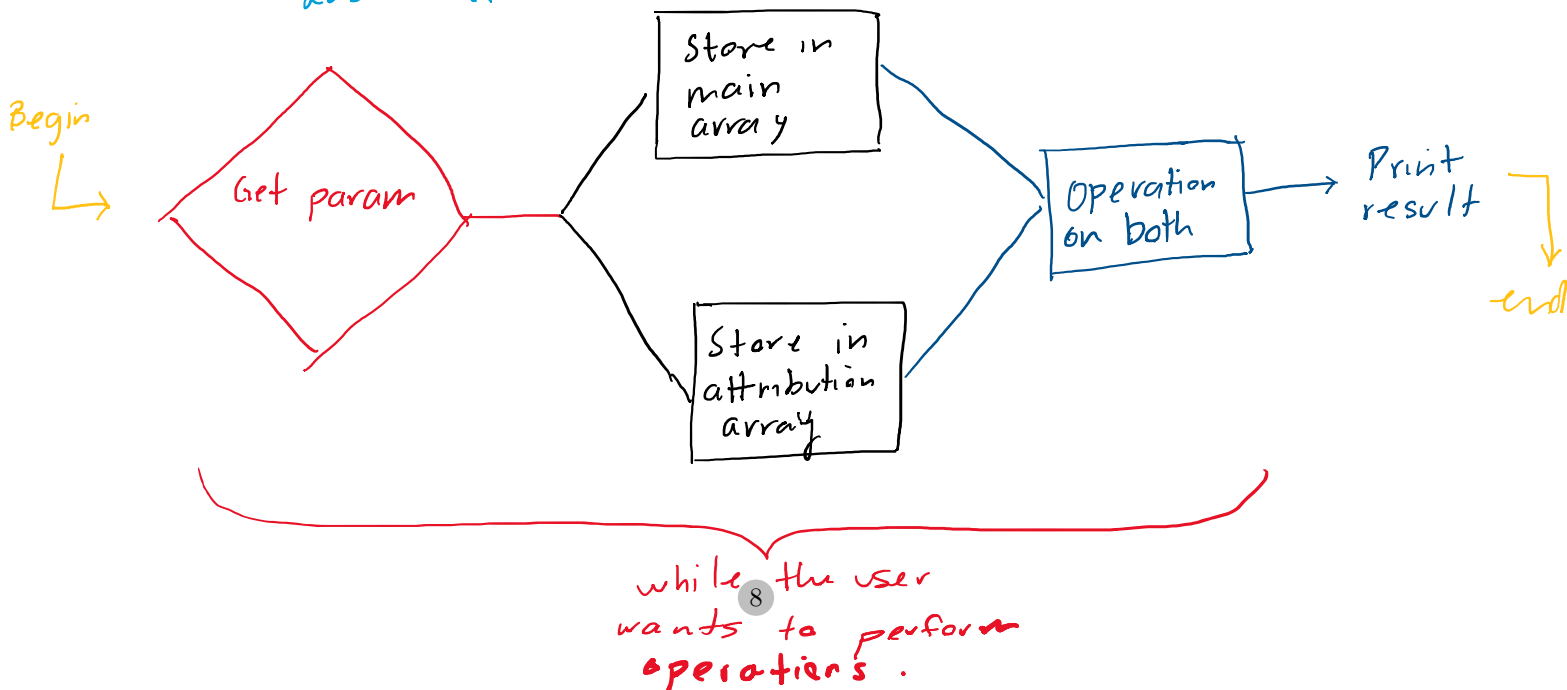 Begin
Get param
Store in
main
array
Store in
attribution
array
Operation
on both
Print
result
end
while the user
8
wants to perform
operations.